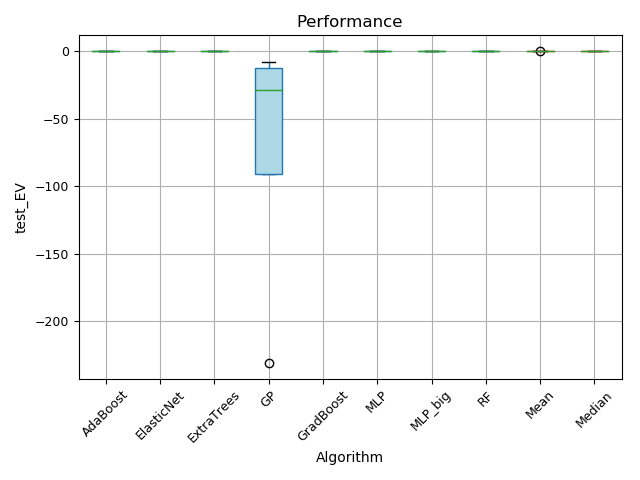 Performance
0
−50
−100
−150
−200
test_EV
AdaBoost
ElasticNet
ExtraTrees
GP
GradBoost
MLP
MLP_big
RF
Mean
Median
Algorithm